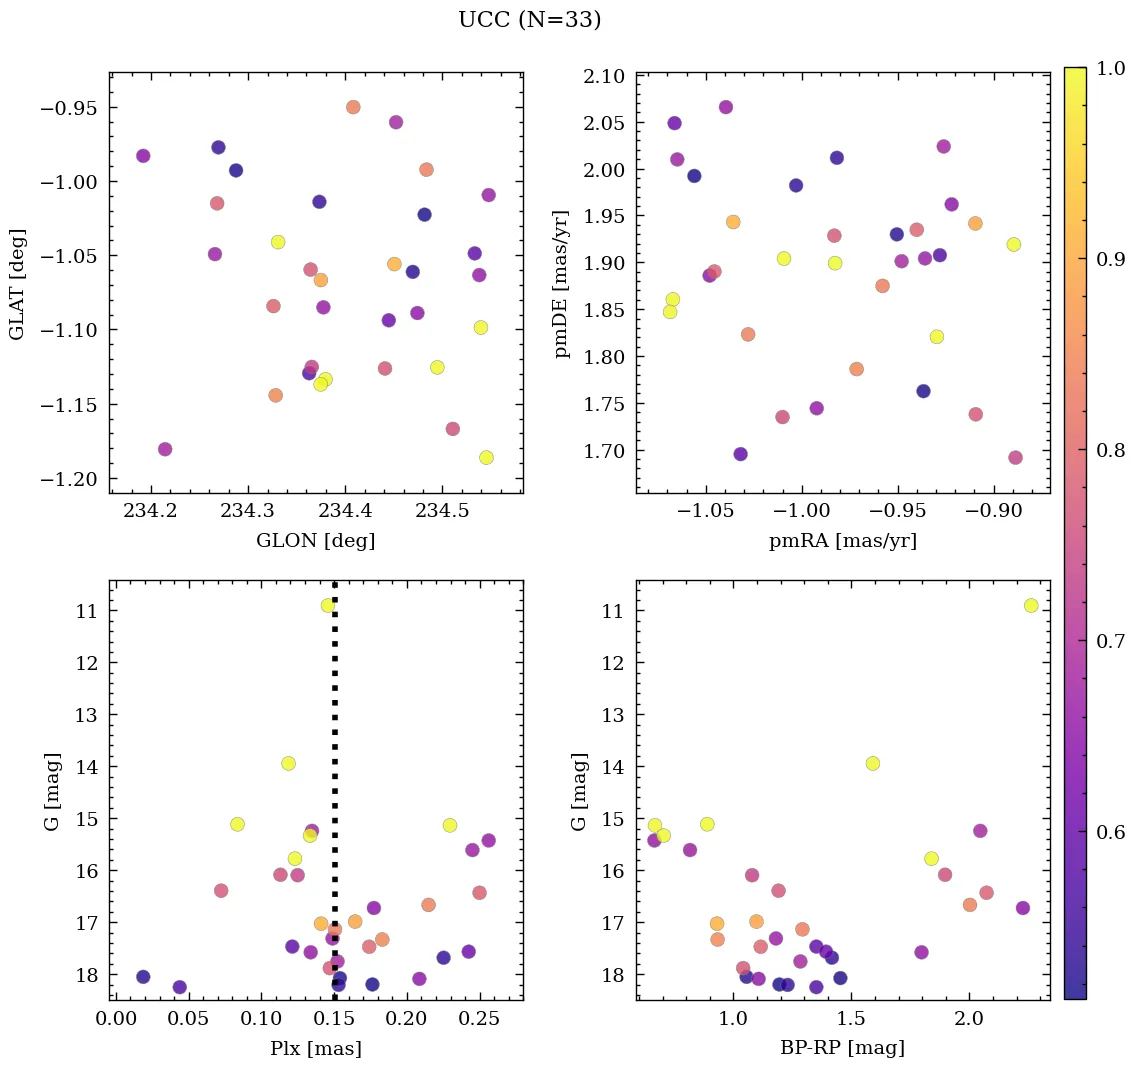 UCC (N=33)
−0.95
−1.00
−1.05
−1.10
−1.15
−1.20
GLAT [deg]
234.2 234.3 234.4 234.5
GLON [deg]
2.10
2.05
2.00
1.95
1.90
1.85
1.80
1.75
1.70
pmDE [mas/yr]
−1.05 −1.00 −0.95 −0.90
pmRA [mas/yr]
11
12
13
14
15
16
17
18
G [mag]
0.00 0.05 0.10 0.15 0.20 0.25
Plx [mas]
11
12
13
14
15
16
17
18
G [mag]
1.0 1.5 2.0
BP-RP [mag]
1.0
0.9
0.8
0.7
0.6